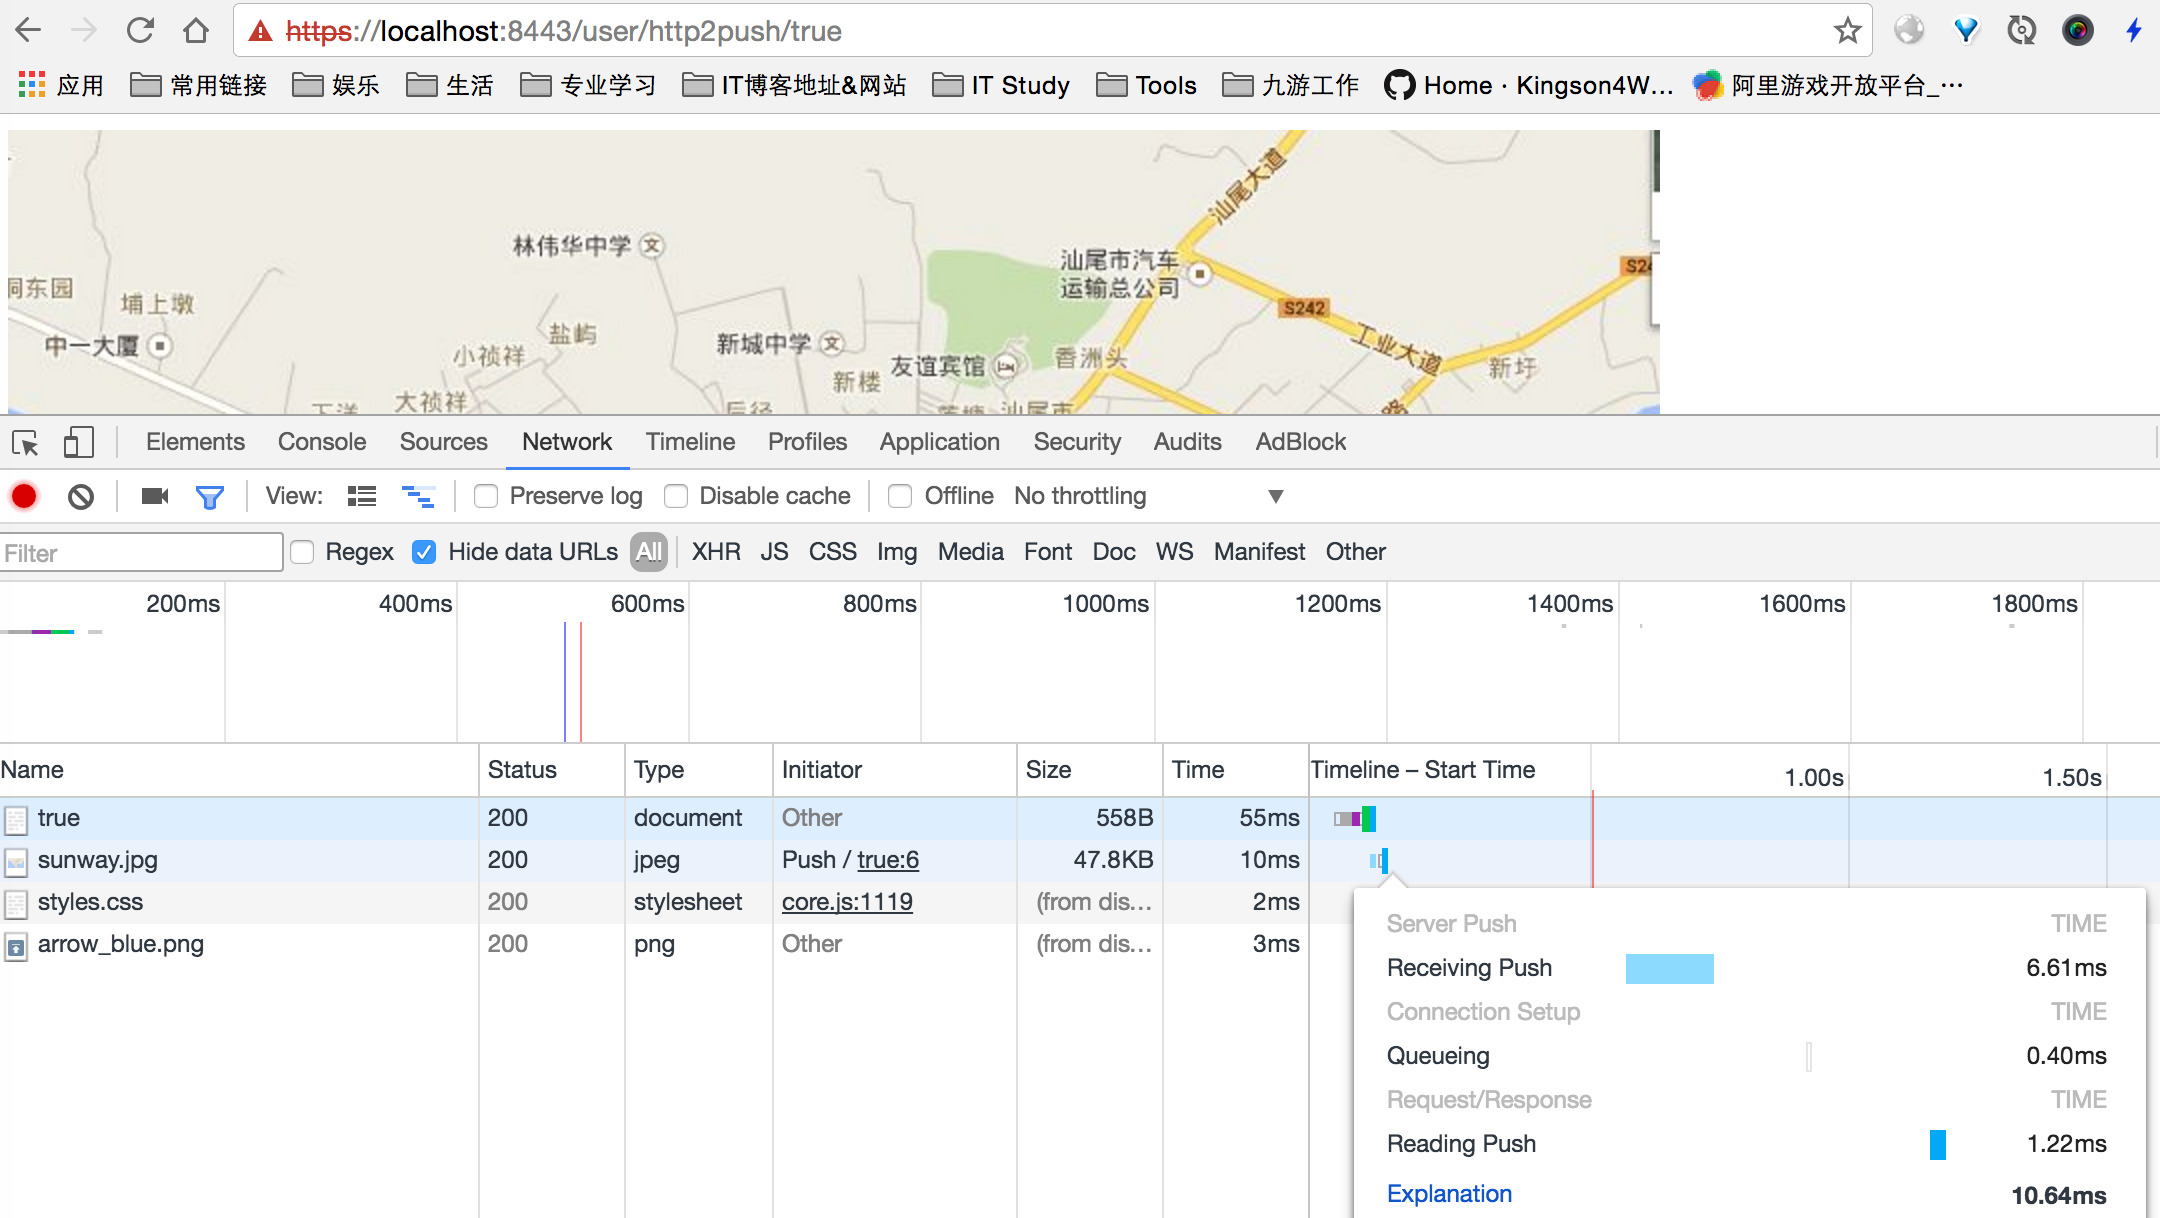 https://localhost:8443/user/http2push/true
应用 常用链接 娱乐 生活 专业学习 IT博客地址&网站 IT Study Tools 九游工作 Home · Kingson4W... 阿里游戏开放平台_...
汕尾大道
林伟华中学 文
汕尾市汽车
运输总公司
S24
洞东园
埔上墩
S242
盐屿
工业大道
中一大厦
新城中学 文
小祯祥
友谊宾馆
香洲头
新圩
新楼
大祯祥
Elements Console Sources Network Timeline Profiles Application Security Audits AdBlock
View: Preserve log Disable cache Offline No throttling
Filter Regex Hide data URLs All XHR JS CSS Img Media Font Doc WS Manifest Other
200ms 400ms 600ms 800ms 1000ms 1200ms 1400ms 1600ms 1800ms
Name Status Type Initiator Size Time Timeline – Start Time 1.00s 1.50s
true 200 document Other 558B 55ms
sunway.jpg 200 jpeg Push / true:6 47.8KB 10ms
styles.css 200 stylesheet core.js:1119 (from dis... 2ms
arrow_blue.png 200 png Other (from dis... 3ms
Server Push TIME
Receiving Push 6.61ms
Connection Setup TIME
Queueing 0.40ms
Request/Response TIME
Reading Push 1.22ms
Explanation 10.64ms